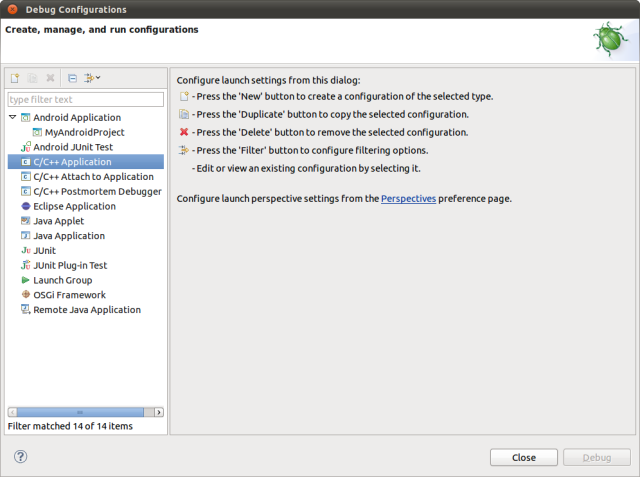 Debug Configurations
Create, manage, and run configurations
type filter text
Android Application
MyAndroidProject
Android JUnit Test
C/C++ Application
C/C++ Attach to Application
C/C++ Postmortem Debugger
Eclipse Application
Java Applet
Java Application
JUnit
JUnit Plug-in Test
Launch Group
OSGi Framework
Remote Java Application
Filter matched 14 of 14 items
Configure launch settings from this dialog:
- Press the 'New' button to create a configuration of the selected type.
- Press the 'Duplicate' button to copy the selected configuration.
- Press the 'Delete' button to remove the selected configuration.
- Press the 'Filter' button to configure filtering options.
- Edit or view an existing configuration by selecting it.
Configure launch perspective settings from the Perspectives preference page.
Close
Debug